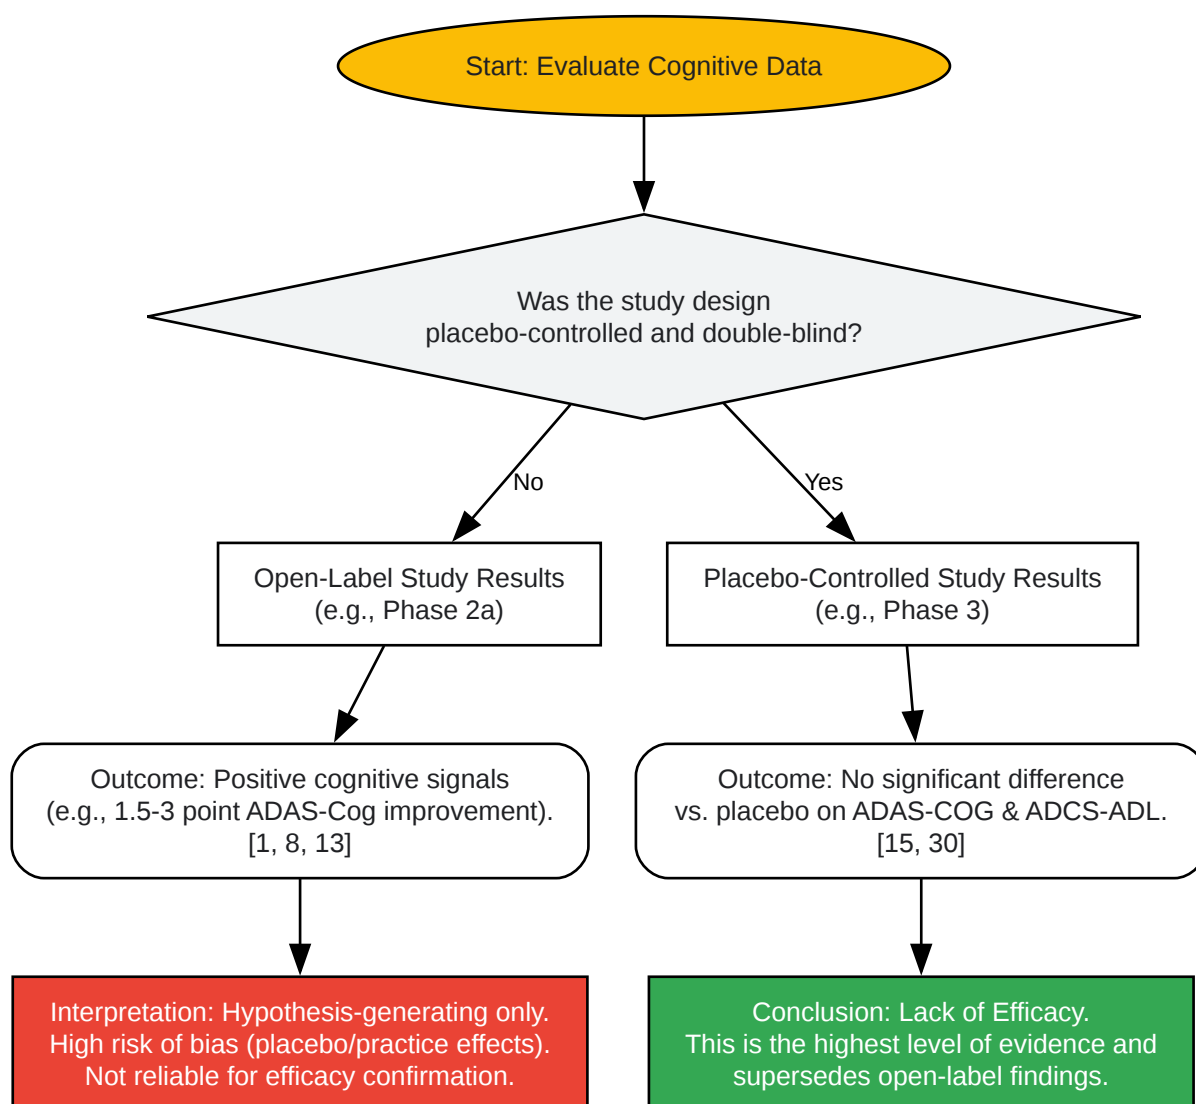 Start: Evaluate Cognitive Data
Was the study design
placebo-controlled and double-blind?
No
Yes
Open-Label Study Results
(e.g., Phase 2a)
Placebo-Controlled Study Results
(e.g., Phase 3)
Outcome: Positive cognitive signals
(e.g., 1.5-3 point ADAS-Cog improvement).
[1, 8, 13]
Outcome: No significant difference
vs. placebo on ADAS-COG & ADCS-ADL.
[15, 30]
Interpretation: Hypothesis-generating only.
High risk of bias (placebo/practice effects).
Not reliable for efficacy confirmation.
Conclusion: Lack of Efficacy.
This is the highest level of evidence and
supersedes open-label findings.